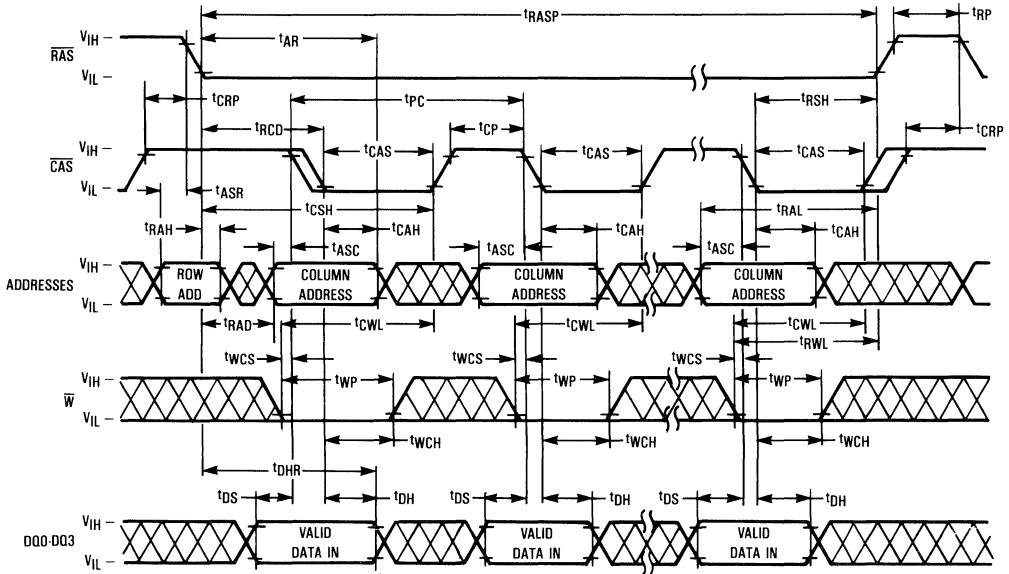 tRASP
tRP
VIH –
tAR
RAS
VIL –
tCRP
tPC
tRSH
tRCD
tCP
tCRP
VIH –
tCAS
tCAS
tCAS
CAS
VIL –
tASR
tCSH
tRAL
tRAH
tCAH
tCAH
tCAH
tASC
tASC
tASC
VIH –
ROW ADD
COLUMN ADDRESS
COLUMN ADDRESS
COLUMN ADDRESS
ADDRESSES
VIL –
tRAD
tCWL
tCWL
tCWL
tRWL
tWCS
tWCS
tWCS
VIH –
tWP
tWP
tWP
W
VIL –
tWCH
tWCH
tWCH
tDHR
tDS
tDH
tDS
tDH
tDS
tDH
VIH –
VALID DATA IN
VALID DATA IN
VALID DATA IN
DQ0-DQ3
VIL –